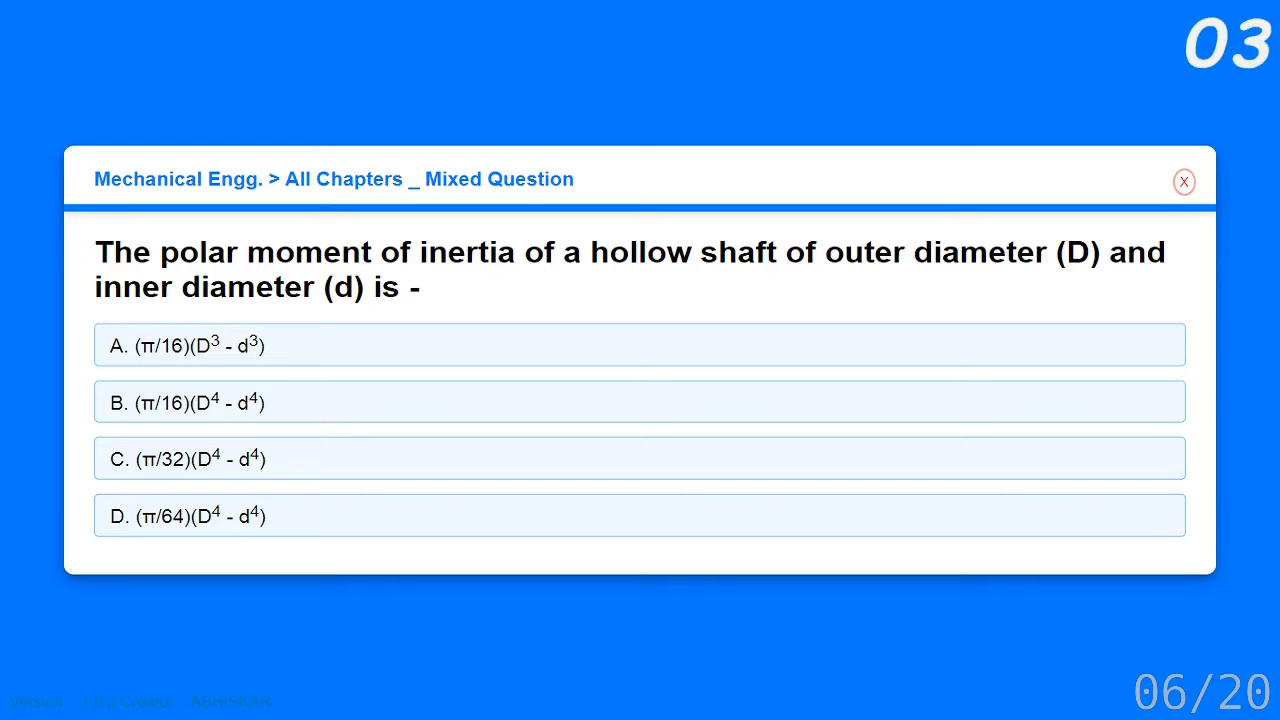 03
Mechanical Engg. > All Chapters _ Mixed Question
X
The polar moment of inertia of a hollow shaft of outer diameter (D) and
inner diameter (d) is -
A. (π/16)(D³ - d³)
B. (π/16)(D⁴ - d⁴)
C. (π/32)(D⁴ - d⁴)
D. (π/64)(D⁴ - d⁴)
Version 1.0 || Creator ABHISKAR
06/20